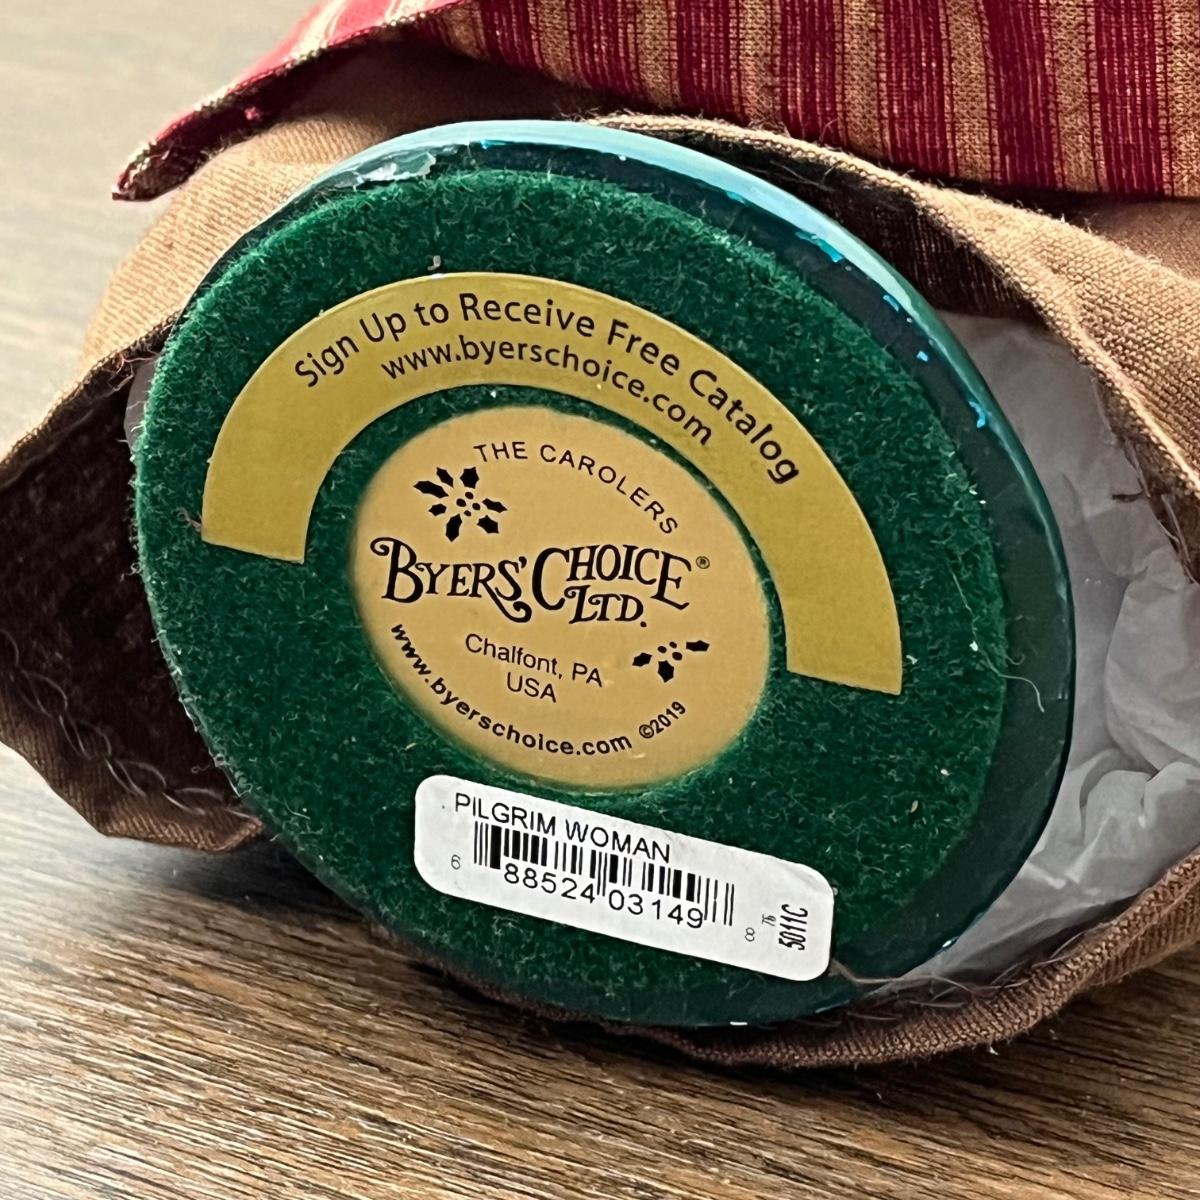 Sign Up to Receive Free Catalog
www.byerschoice.com
THE CAROLERS
BYERS' CHOICE®
LTD.
Chalfont, PA
USA
www.byerschoice.com ©2019
PILGRIM WOMAN
6 88524 03149 8
76
5011C